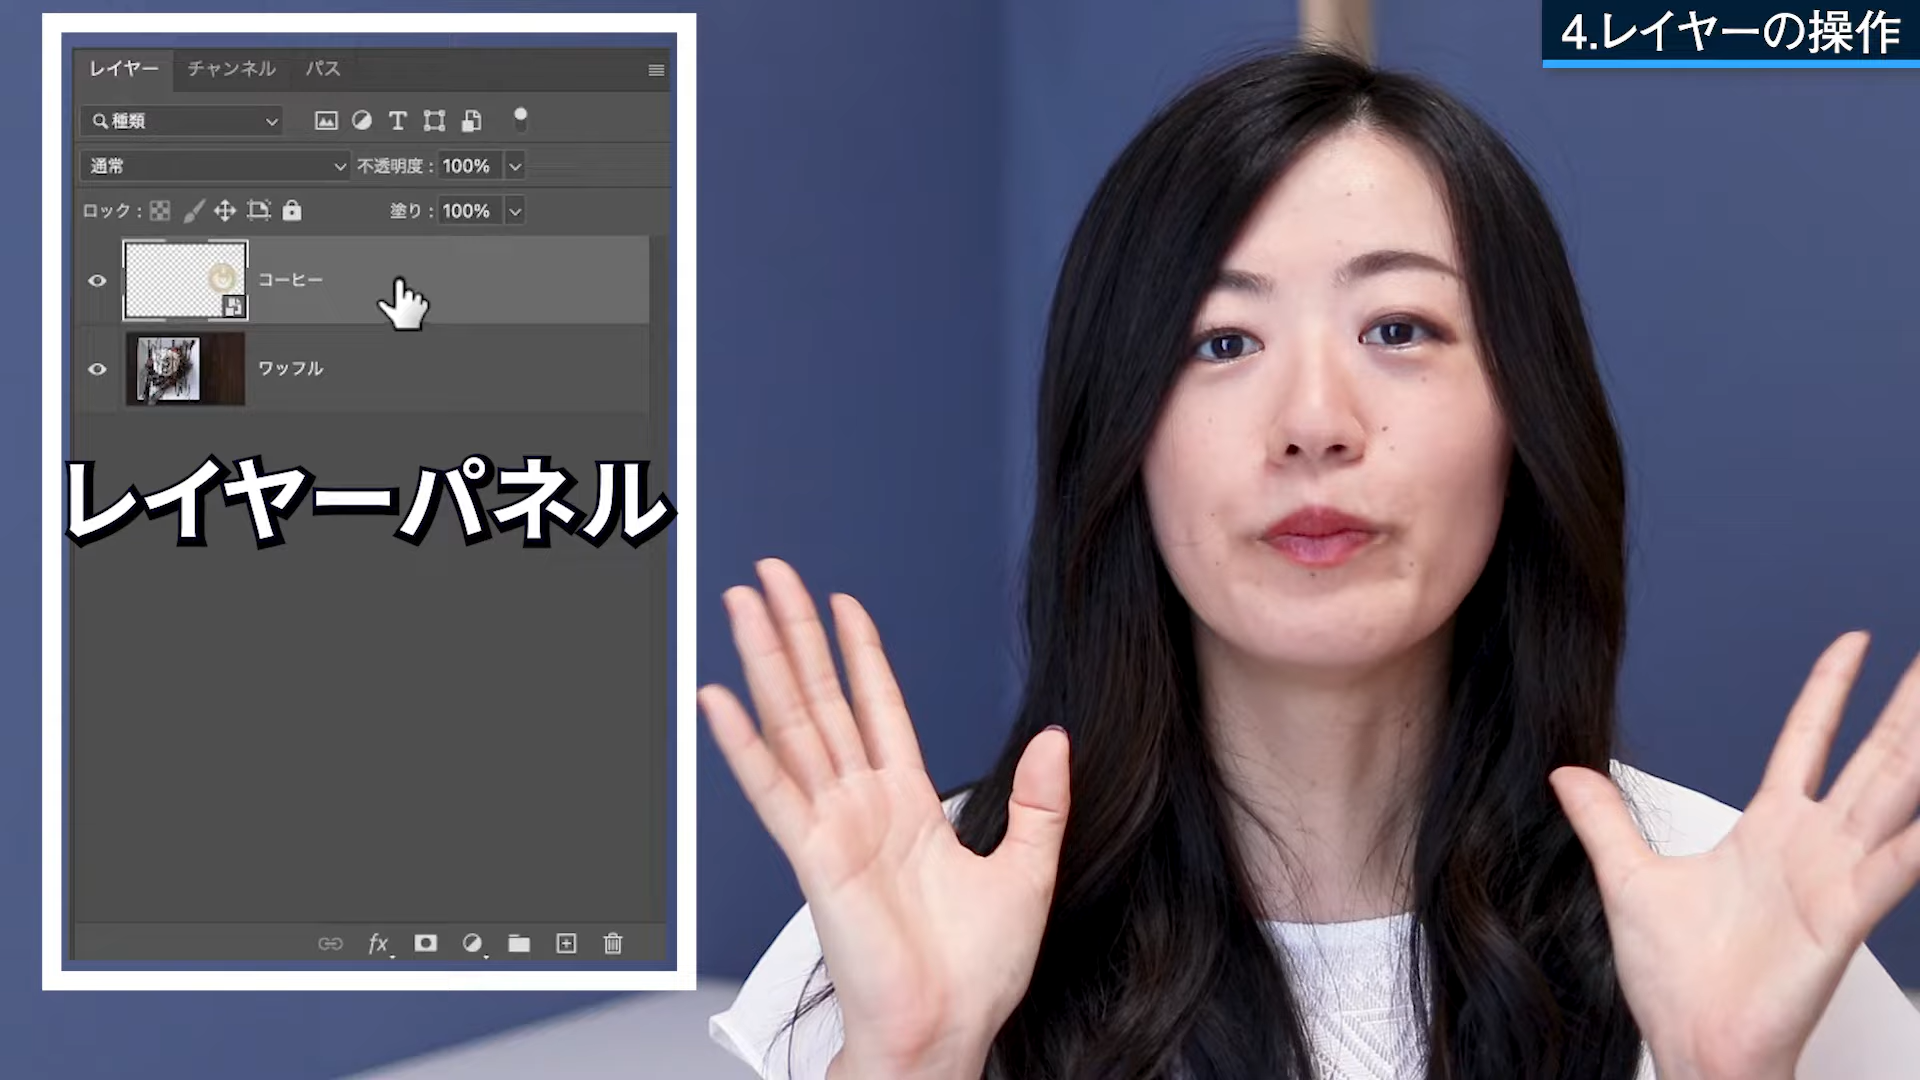 4.レイヤーの操作
レイヤー チャンネル パス
種類
通常 不透明度 : 100%
ロック : 塗り : 100%
コーヒー
ワッフル
レイヤーパネル
fx